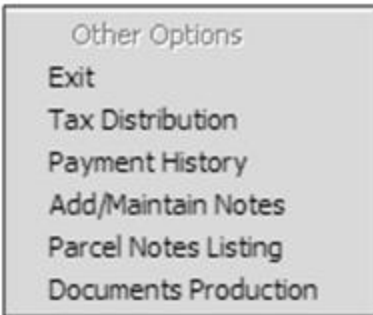 Other Options
Exit
Tax Distribution
Payment History
Add/Maintain Notes
Parcel Notes Listing
Documents Production